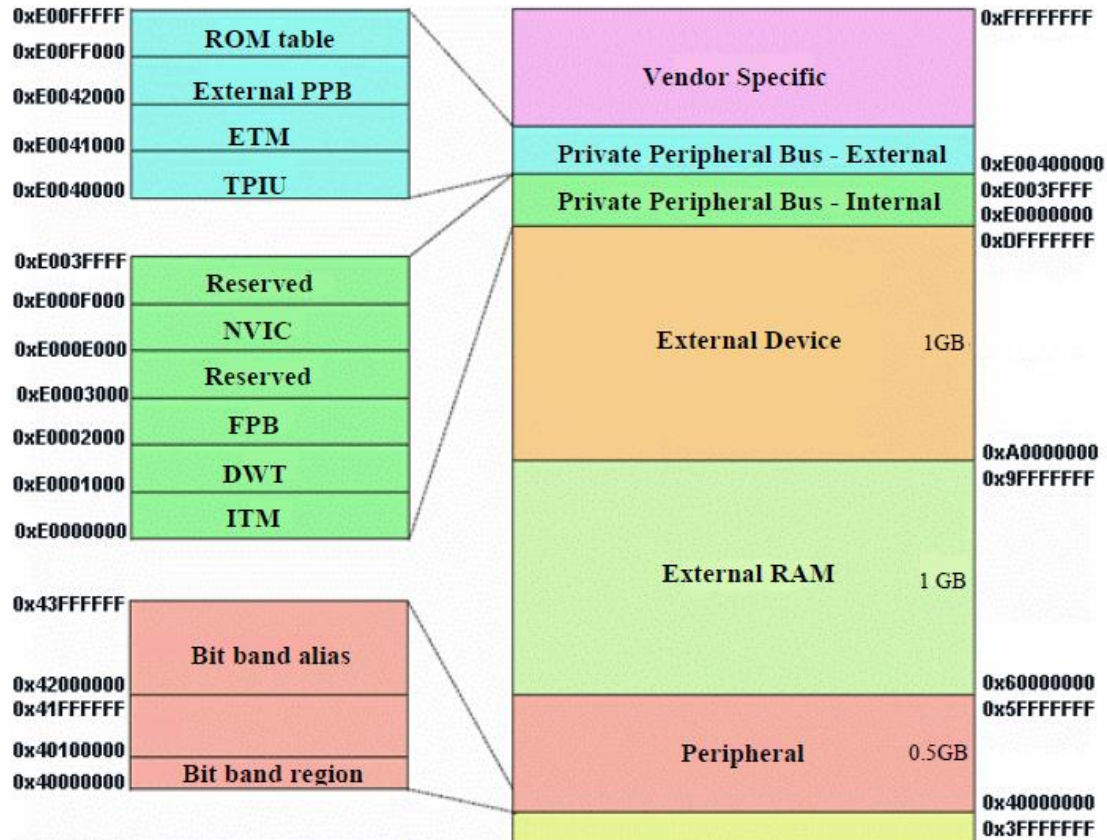 0xE00FFFFF
ROM table
0xE00FF000
External PPB
0xE0042000
ETM
0xE0041000
TPIU
0xE0040000
0xE003FFFF
Reserved
0xE000F000
NVIC
0xE000E000
Reserved
0xE0003000
FPB
0xE0002000
DWT
0xE0001000
ITM
0xE0000000
0x43FFFFFF
Bit band alias
0x42000000
0x41FFFFFF
0x40100000
Bit band region
0x40000000
0xFFFFFFFF
Vendor Specific
Private Peripheral Bus - External
0xE00400000
0xE003FFFF
Private Peripheral Bus - Internal
0xE0000000
0xDFFFFFFF
External Device 1GB
0xA0000000
0x9FFFFFFF
External RAM 1 GB
0x60000000
0x5FFFFFFF
Peripheral 0.5GB
0x40000000
0x3FFFFFFF